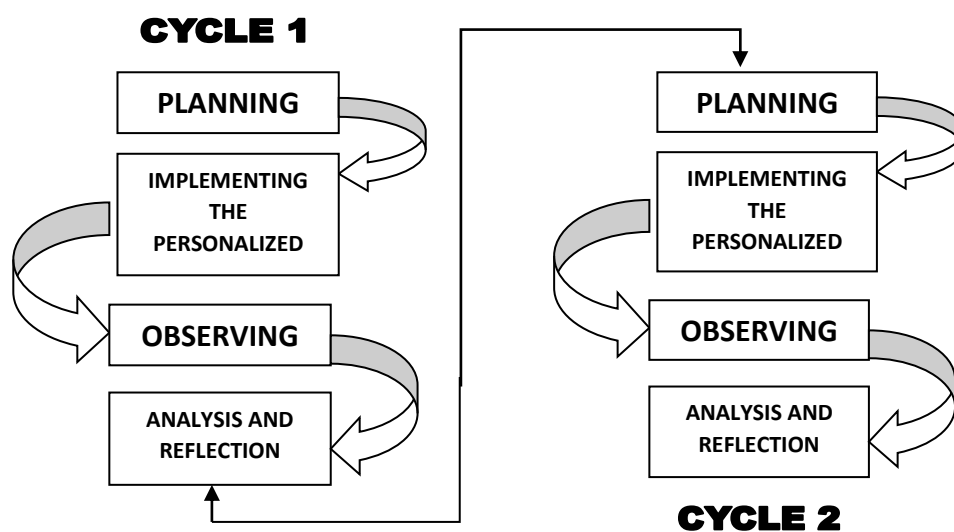 CYCLE 1
PLANNING
IMPLEMENTING
THE
PERSONALIZED
OBSERVING
ANALYSIS AND
REFLECTION
PLANNING
IMPLEMENTING
THE
PERSONALIZED
OBSERVING
ANALYSIS AND
REFLECTION
CYCLE 2